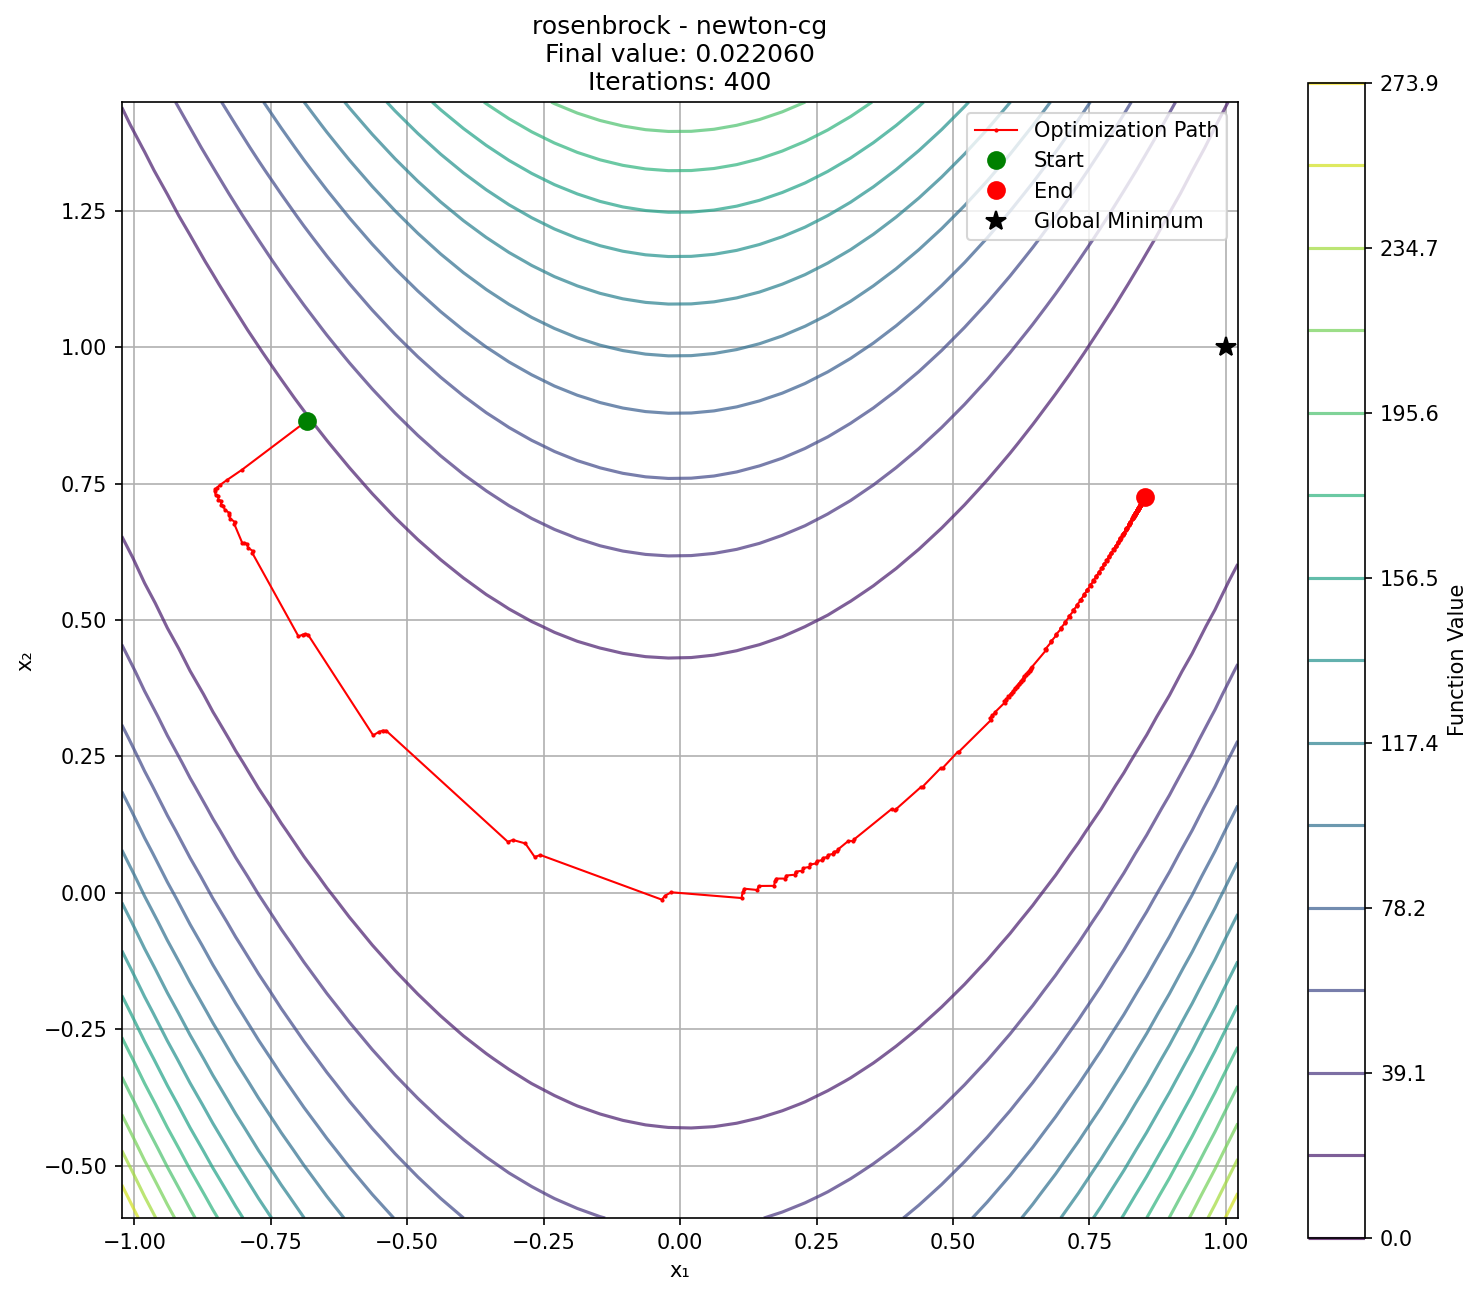 rosenbrock - newton-cg
Final value: 0.022060
Iterations: 400
Optimization Path
Start
End
Global Minimum
1.25
1.00
0.75
0.50
0.25
0.00
−0.25
−0.50
x₂
−1.00
−0.75
−0.50
−0.25
0.00
0.25
0.50
0.75
1.00
x₁
273.9
234.7
195.6
156.5
117.4
78.2
39.1
0.0
Function Value